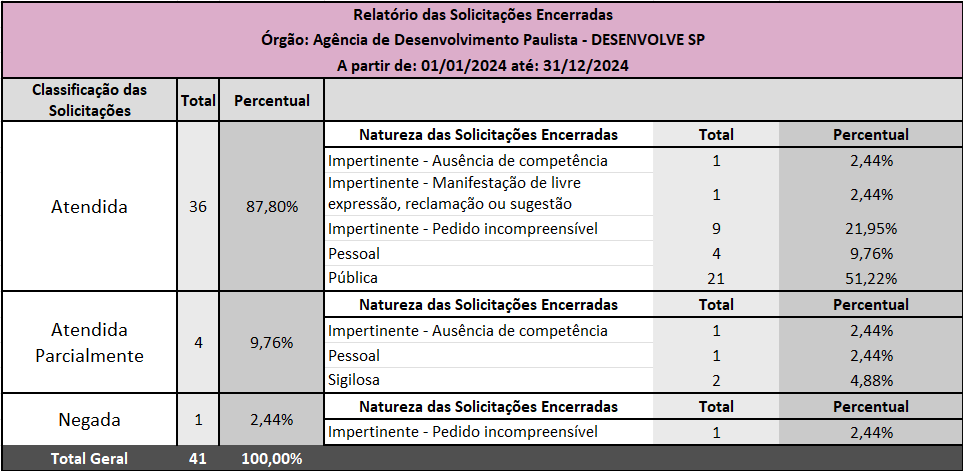 Relatório das Solicitações Encerradas
Órgão: Agência de Desenvolvimento Paulista - DESENVOLVE SP
A partir de: 01/01/2024 até: 31/12/2024
Classificação das
Solicitações
Total
Percentual
Atendida
36
87,80%
Natureza das Solicitações Encerradas Total Percentual
Impertinente - Ausência de competência 1 2,44%
Impertinente - Manifestação de livre
expressão, reclamação ou sugestão 1 2,44%
Impertinente - Pedido incompreensível 9 21,95%
Pessoal 4 9,76%
Pública 21 51,22%
Atendida
Parcialmente
4
9,76%
Natureza das Solicitações Encerradas Total Percentual
Impertinente - Ausência de competência 1 2,44%
Pessoal 1 2,44%
Sigilosa 2 4,88%
Negada
1
2,44%
Natureza das Solicitações Encerradas Total Percentual
Impertinente - Pedido incompreensível 1 2,44%
Total Geral 41 100,00%